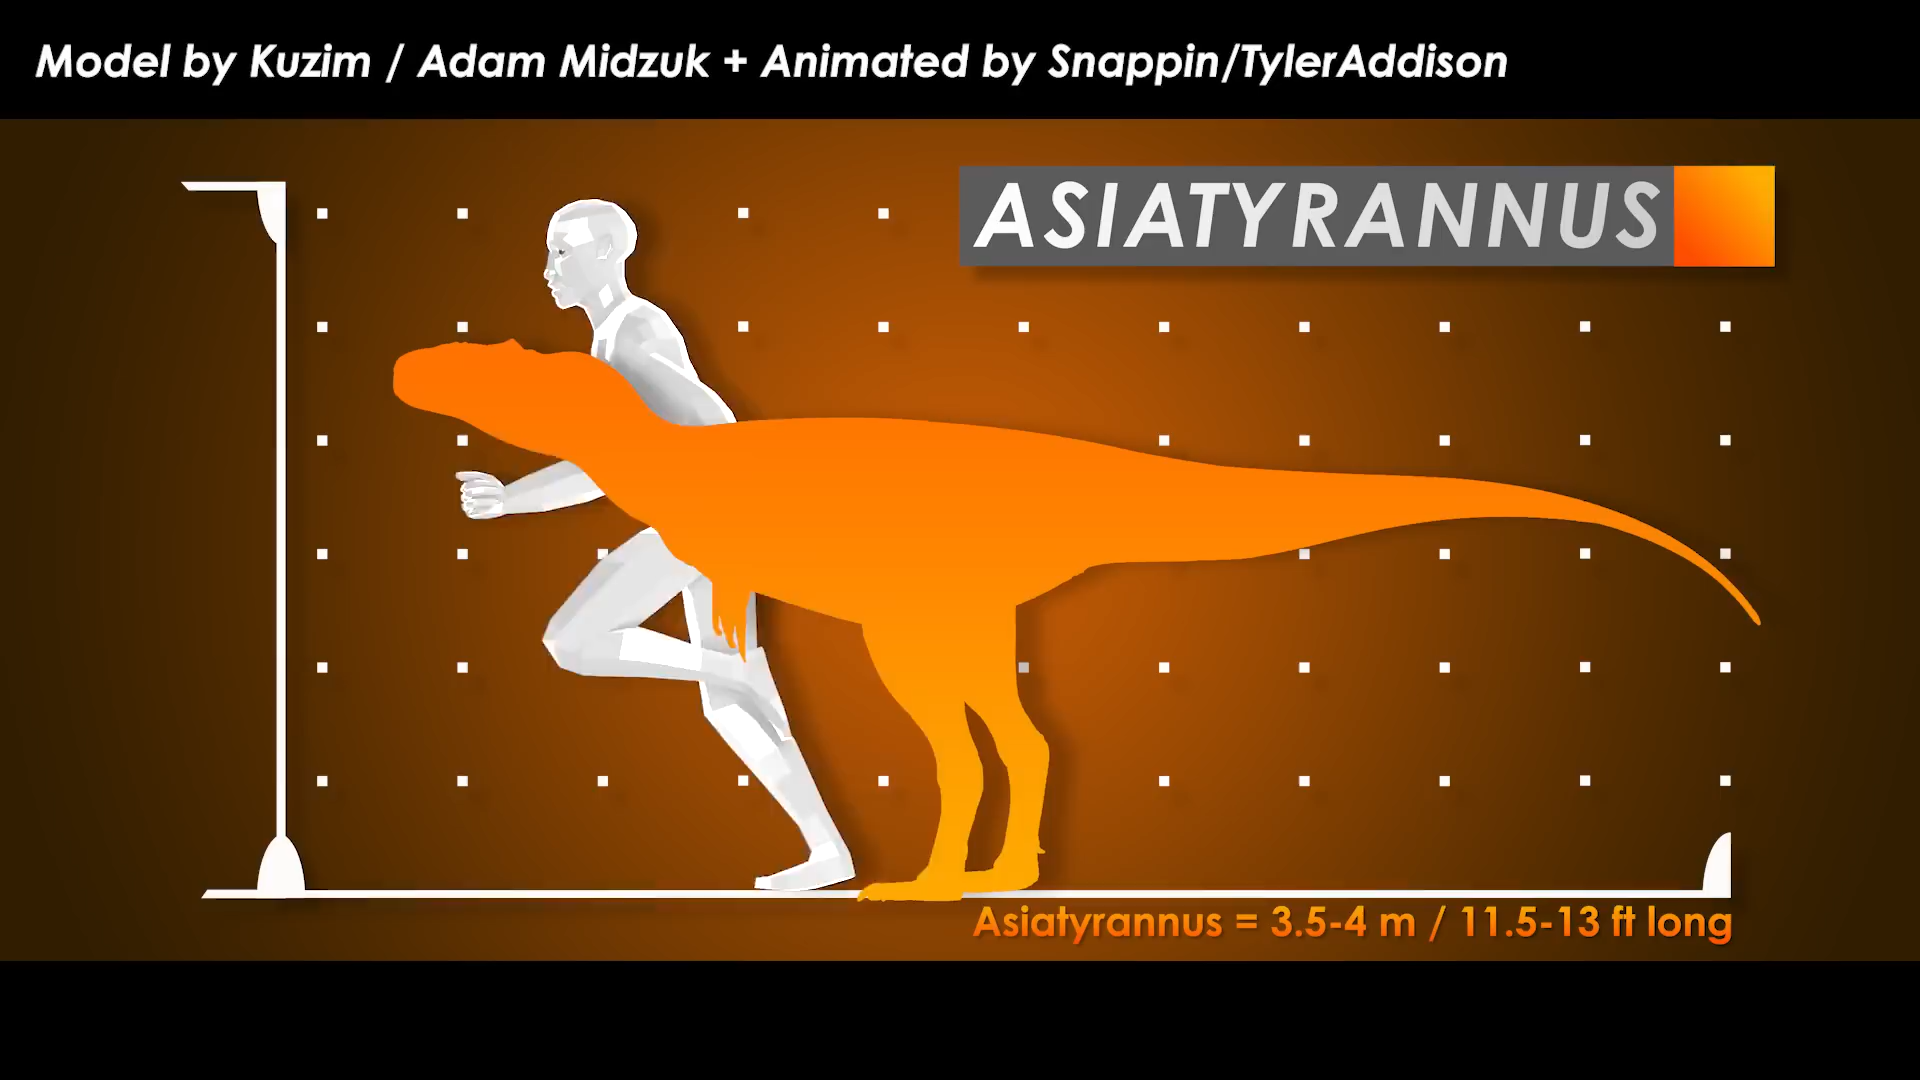 Model by Kuzim / Adam Midzuk + Animated by Snappin/TylerAddison
ASIATYRANNUS
Asiatyrannus = 3.5-4 m / 11.5-13 ft long